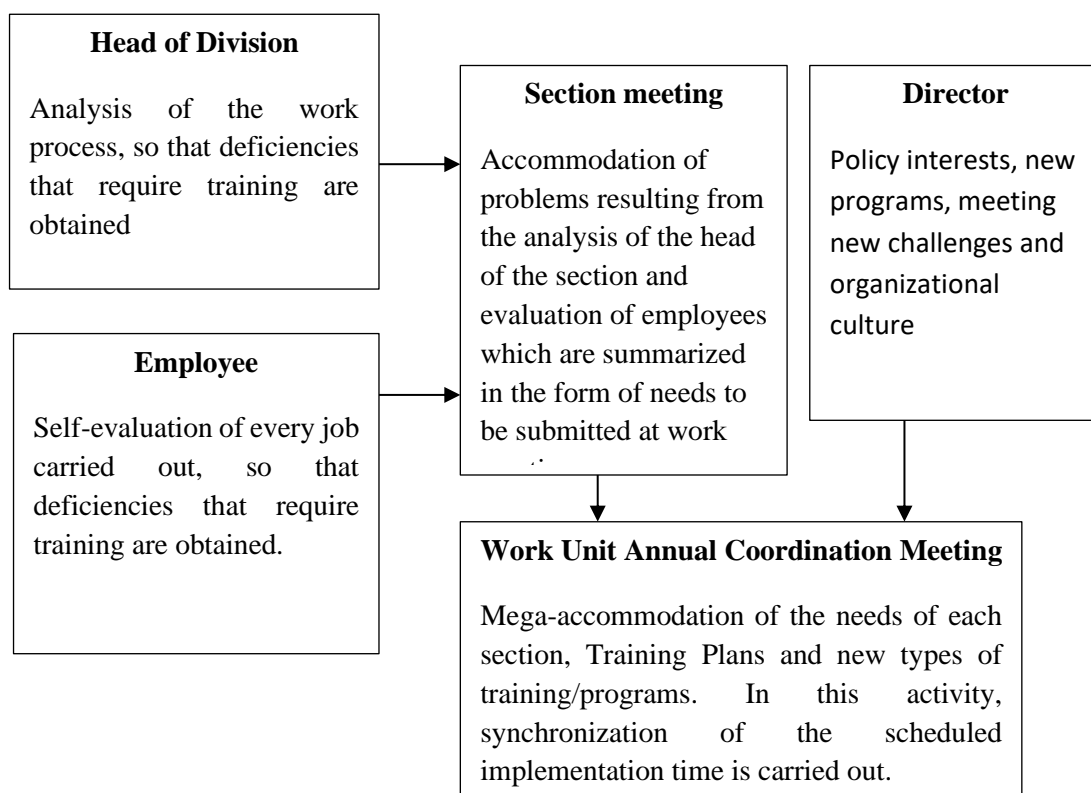 Head of Division
Analysis of the work
process, so that deficiencies
that require training are
obtained
Section meeting
Accommodation of
problems resulting from
the analysis of the head
of the section and
evaluation of employees
which are summarized
in the form of needs to
be submitted at work
Director
Policy interests, new
programs, meeting
new challenges and
organizational
culture
Employee
Self-evaluation of every job
carried out, so that
deficiencies that require
training are obtained.
Work Unit Annual Coordination Meeting
Mega-accommodation of the needs of each
section, Training Plans and new types of
training/programs. In this activity,
synchronization of the scheduled
implementation time is carried out.